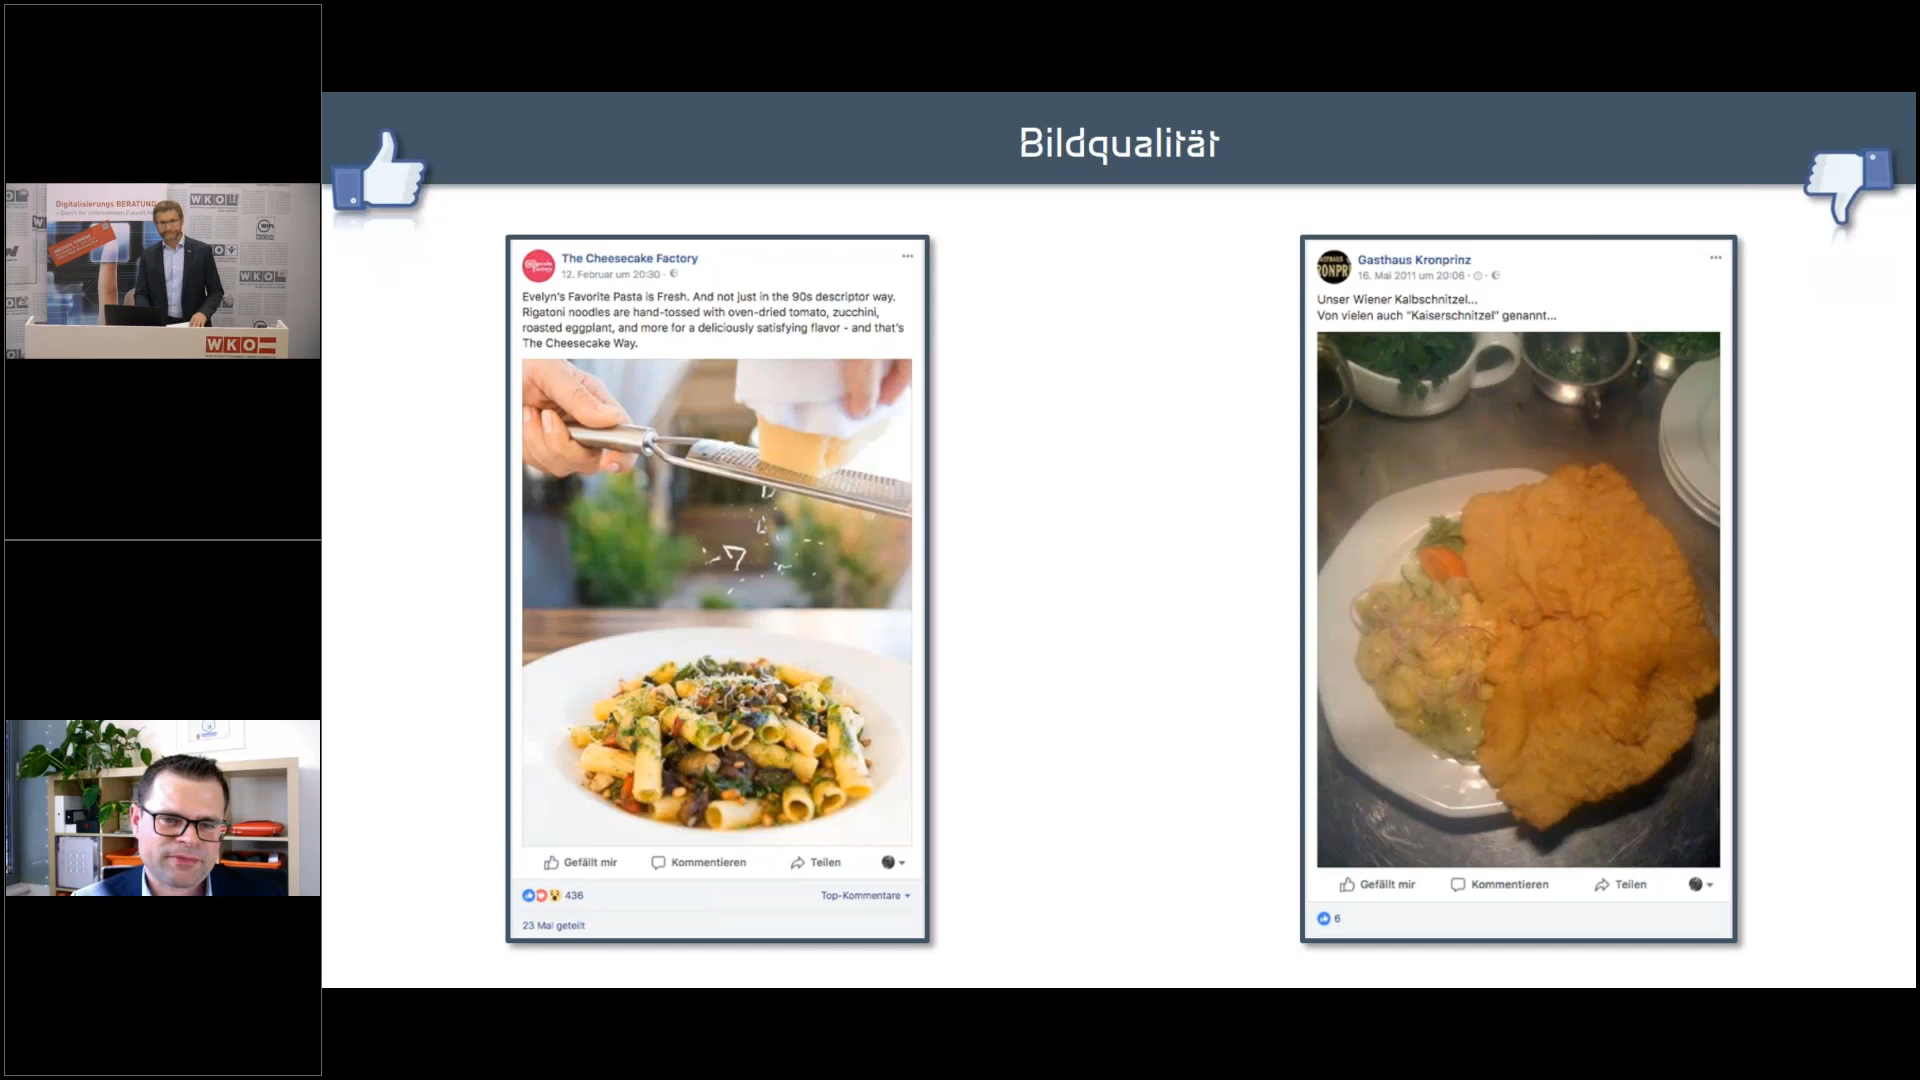 Digitalisierungs BERATUNG
WKO
WKO
WKO
Bildqualität
The Cheesecake Factory
12. Februar um 20:30 ·
Evelyn's Favorite Pasta is Fresh. And not just in the 90s descriptor way.
Rigatoni noodles are hand-tossed with oven-dried tomato, zucchini,
roasted eggplant, and more for a deliciously satisfying flavor - and that's
The Cheesecake Way.
Gefällt mir
Kommentieren
Teilen
436
Top-Kommentare
23 Mal geteilt
Gasthaus Kronprinz
16. Mai 2011 um 20:06 ·
Unser Wiener Kalbschnitzel...
Von vielen auch "Kaiserschnitzel" genannt...
Gefällt mir
Kommentieren
Teilen
6